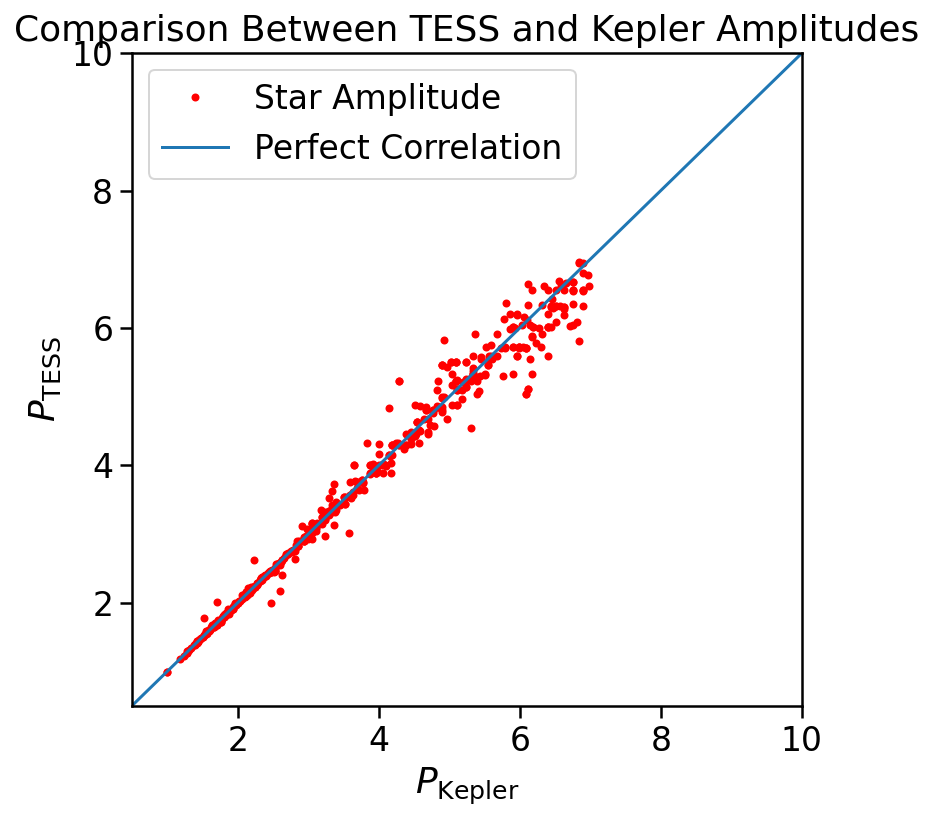 Comparison Between TESS and Kepler Amplitudes
Star Amplitude
Perfect Correlation
10
8
6
4
2
P_TESS
2 4 6 8 10
P_Kepler